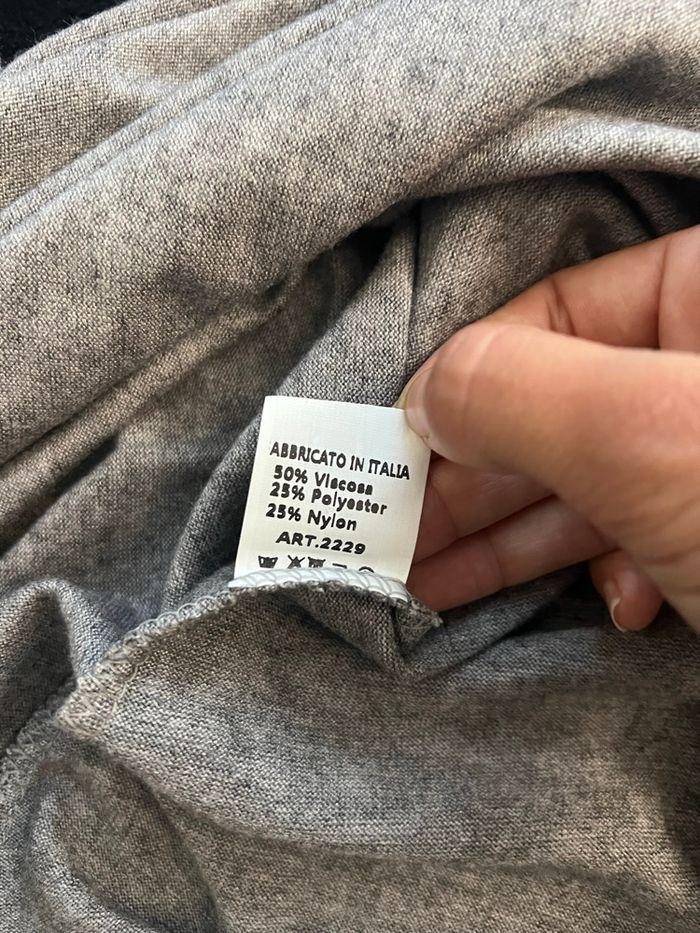 ABBRICATO IN ITALIA
50% Viscosa
25% Polyester
25% Nylon
ART.2229